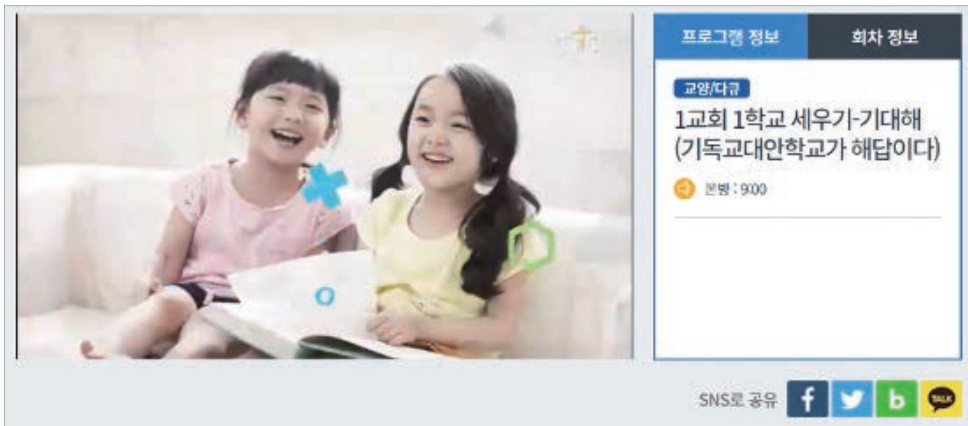 프로그램 정보
회차 정보
교양/다큐
1교회 1학교 세우기-기대해
(기독교대안학교가 해답이다)
본방 : 9:00
SNS로 공유
f
b
TALK